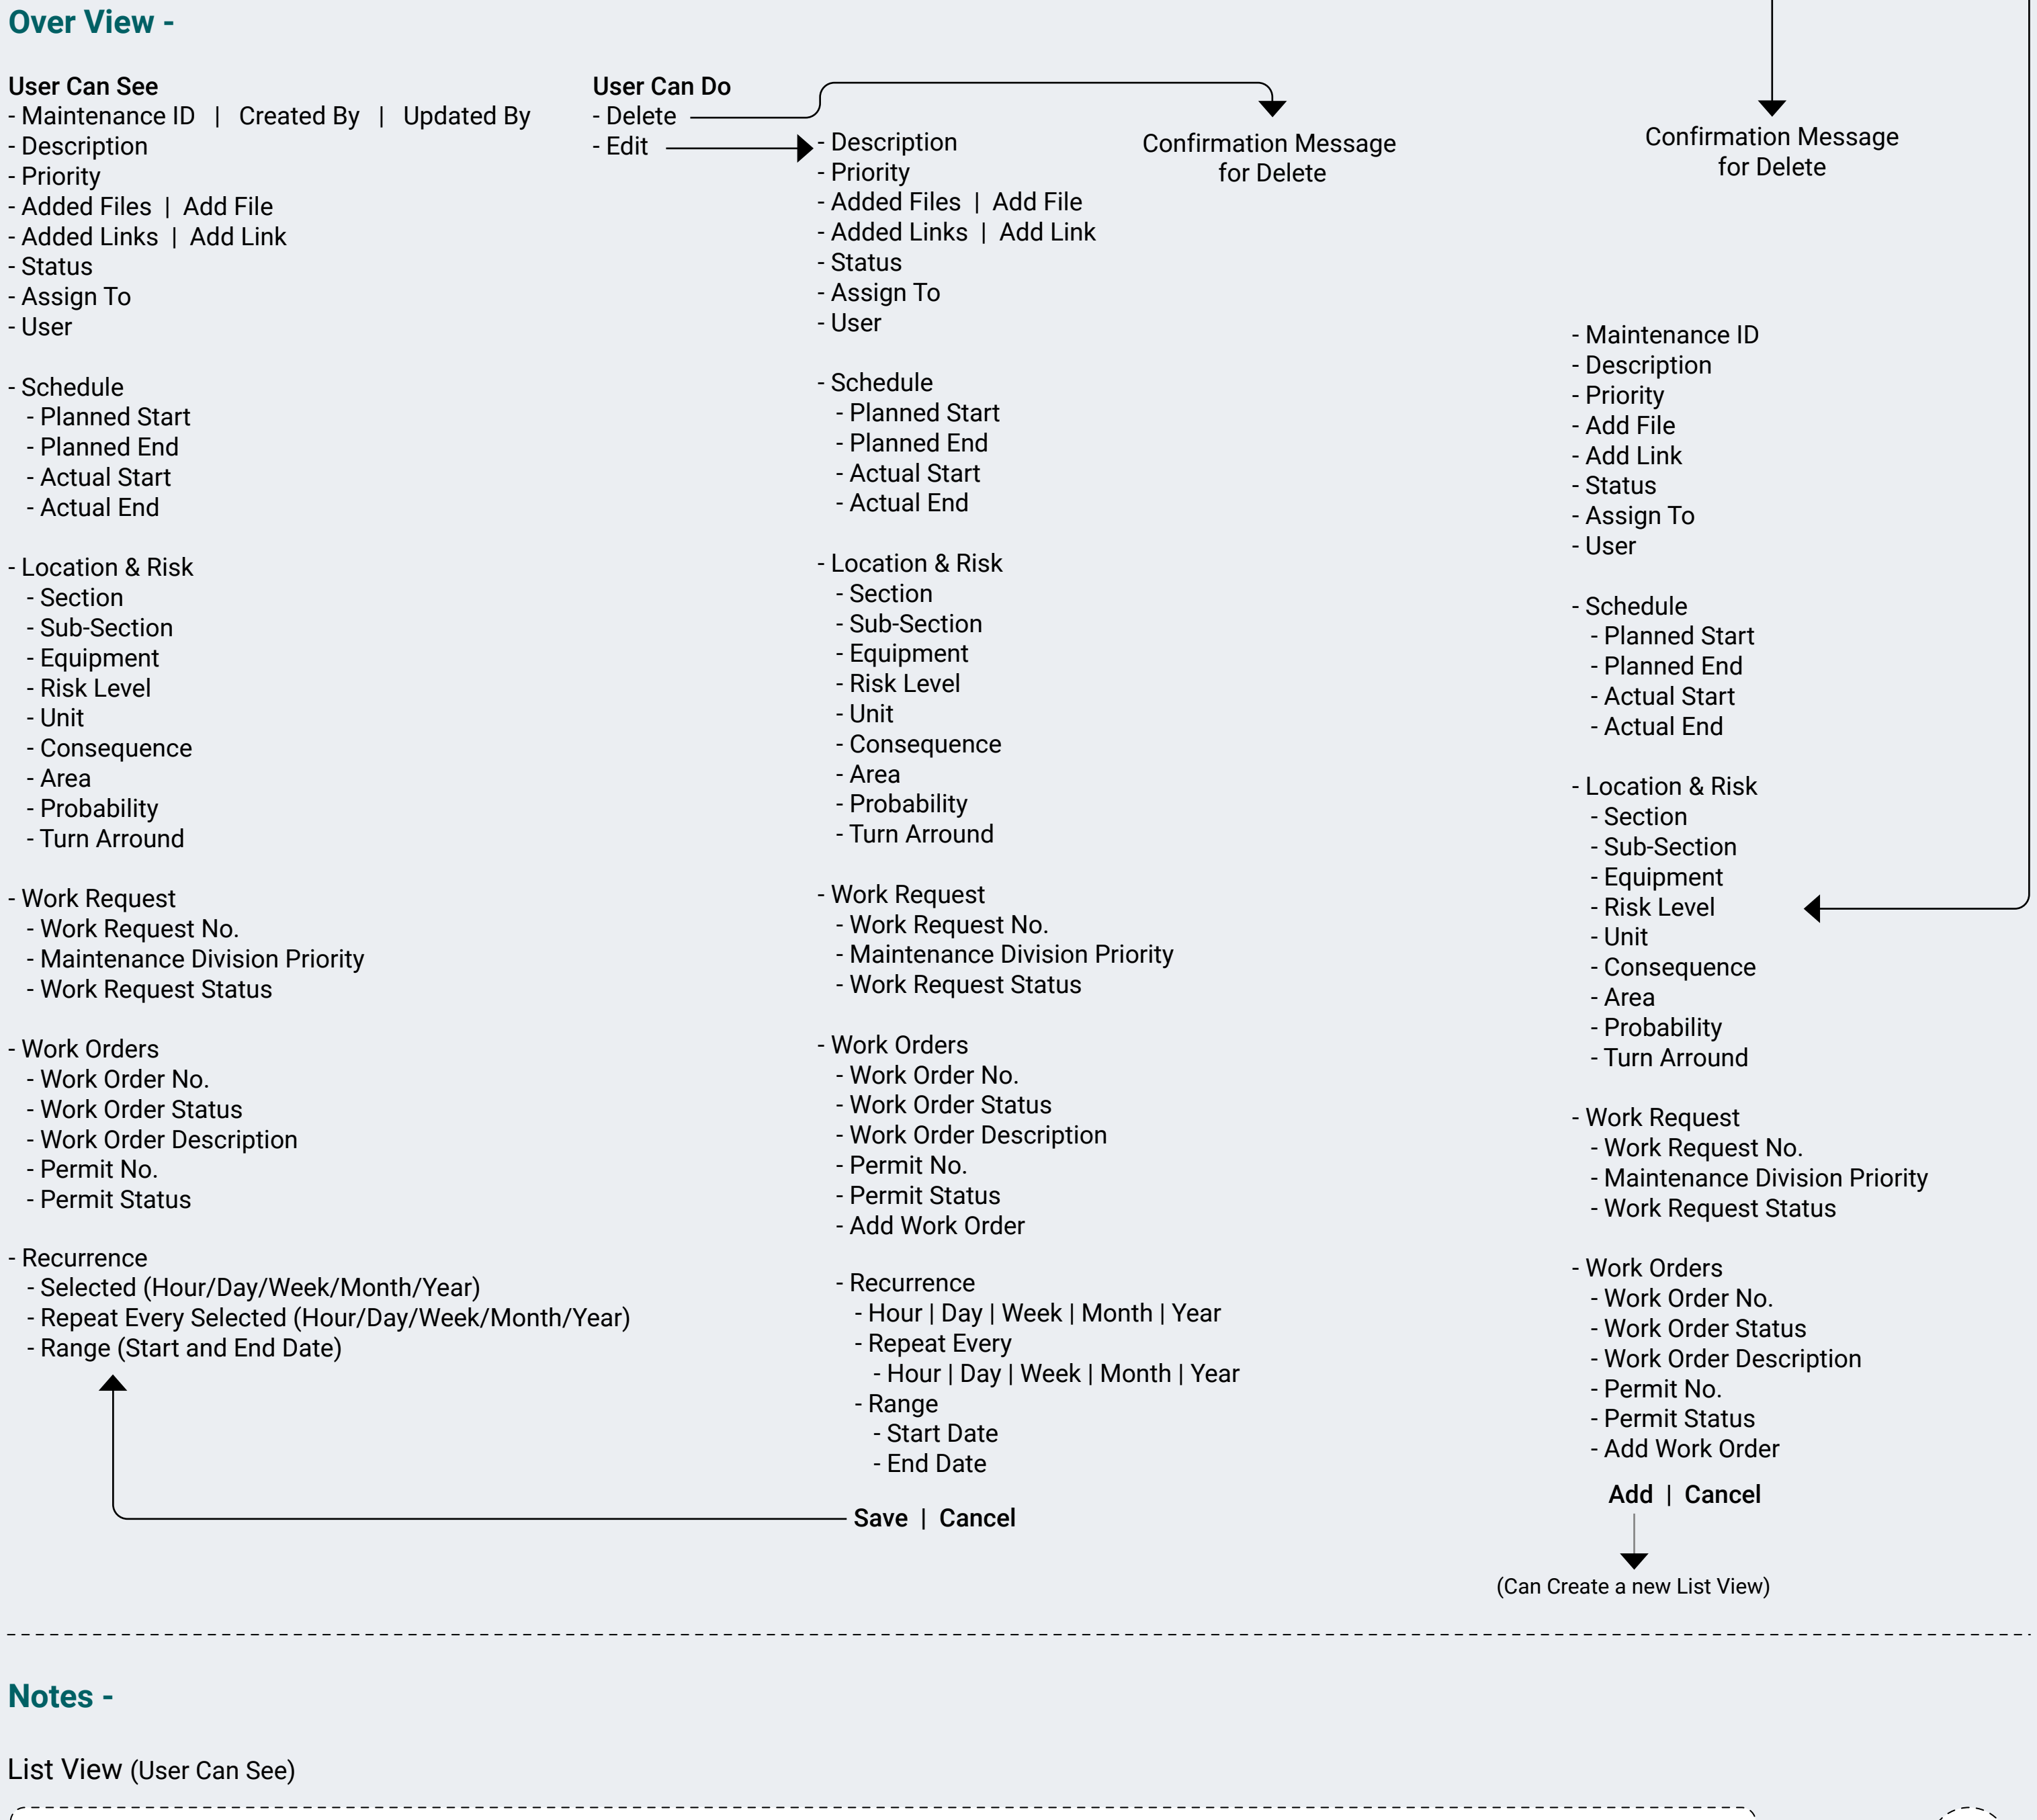 Over View -
User Can See
- Maintenance ID | Created By | Updated By
- Description
- Priority
- Added Files | Add File
- Added Links | Add Link
- Status
- Assign To
- User
- Schedule
- Planned Start
- Planned End
- Actual Start
- Actual End
- Location & Risk
- Section
- Sub-Section
- Equipment
- Risk Level
- Unit
- Consequence
- Area
- Probability
- Turn Arround
- Work Request
- Work Request No.
- Maintenance Division Priority
- Work Request Status
- Work Orders
- Work Order No.
- Work Order Status
- Work Order Description
- Permit No.
- Permit Status
- Recurrence
- Selected (Hour/Day/Week/Month/Year)
- Repeat Every Selected (Hour/Day/Week/Month/Year)
- Range (Start and End Date)
User Can Do
- Delete
- Edit
- Description
- Priority
- Added Files | Add File
- Added Links | Add Link
- Status
- Assign To
- User
- Schedule
- Planned Start
- Planned End
- Actual Start
- Actual End
- Location & Risk
- Section
- Sub-Section
- Equipment
- Risk Level
- Unit
- Consequence
- Area
- Probability
- Turn Arround
- Work Request
- Work Request No.
- Maintenance Division Priority
- Work Request Status
- Work Orders
- Work Order No.
- Work Order Status
- Work Order Description
- Permit No.
- Permit Status
- Add Work Order
- Recurrence
- Hour | Day | Week | Month | Year
- Repeat Every
- Hour | Day | Week | Month | Year
- Range
- Start Date
- End Date
Save | Cancel
Confirmation Message
for Delete
Confirmation Message
for Delete
- Maintenance ID
- Description
- Priority
- Add File
- Add Link
- Status
- Assign To
- User
- Schedule
- Planned Start
- Planned End
- Actual Start
- Actual End
- Location & Risk
- Section
- Sub-Section
- Equipment
- Risk Level
- Unit
- Consequence
- Area
- Probability
- Turn Arround
- Work Request
- Work Request No.
- Maintenance Division Priority
- Work Request Status
- Work Orders
- Work Order No.
- Work Order Status
- Work Order Description
- Permit No.
- Permit Status
- Add Work Order
Add | Cancel
(Can Create a new List View)
Notes -
List View (User Can See)